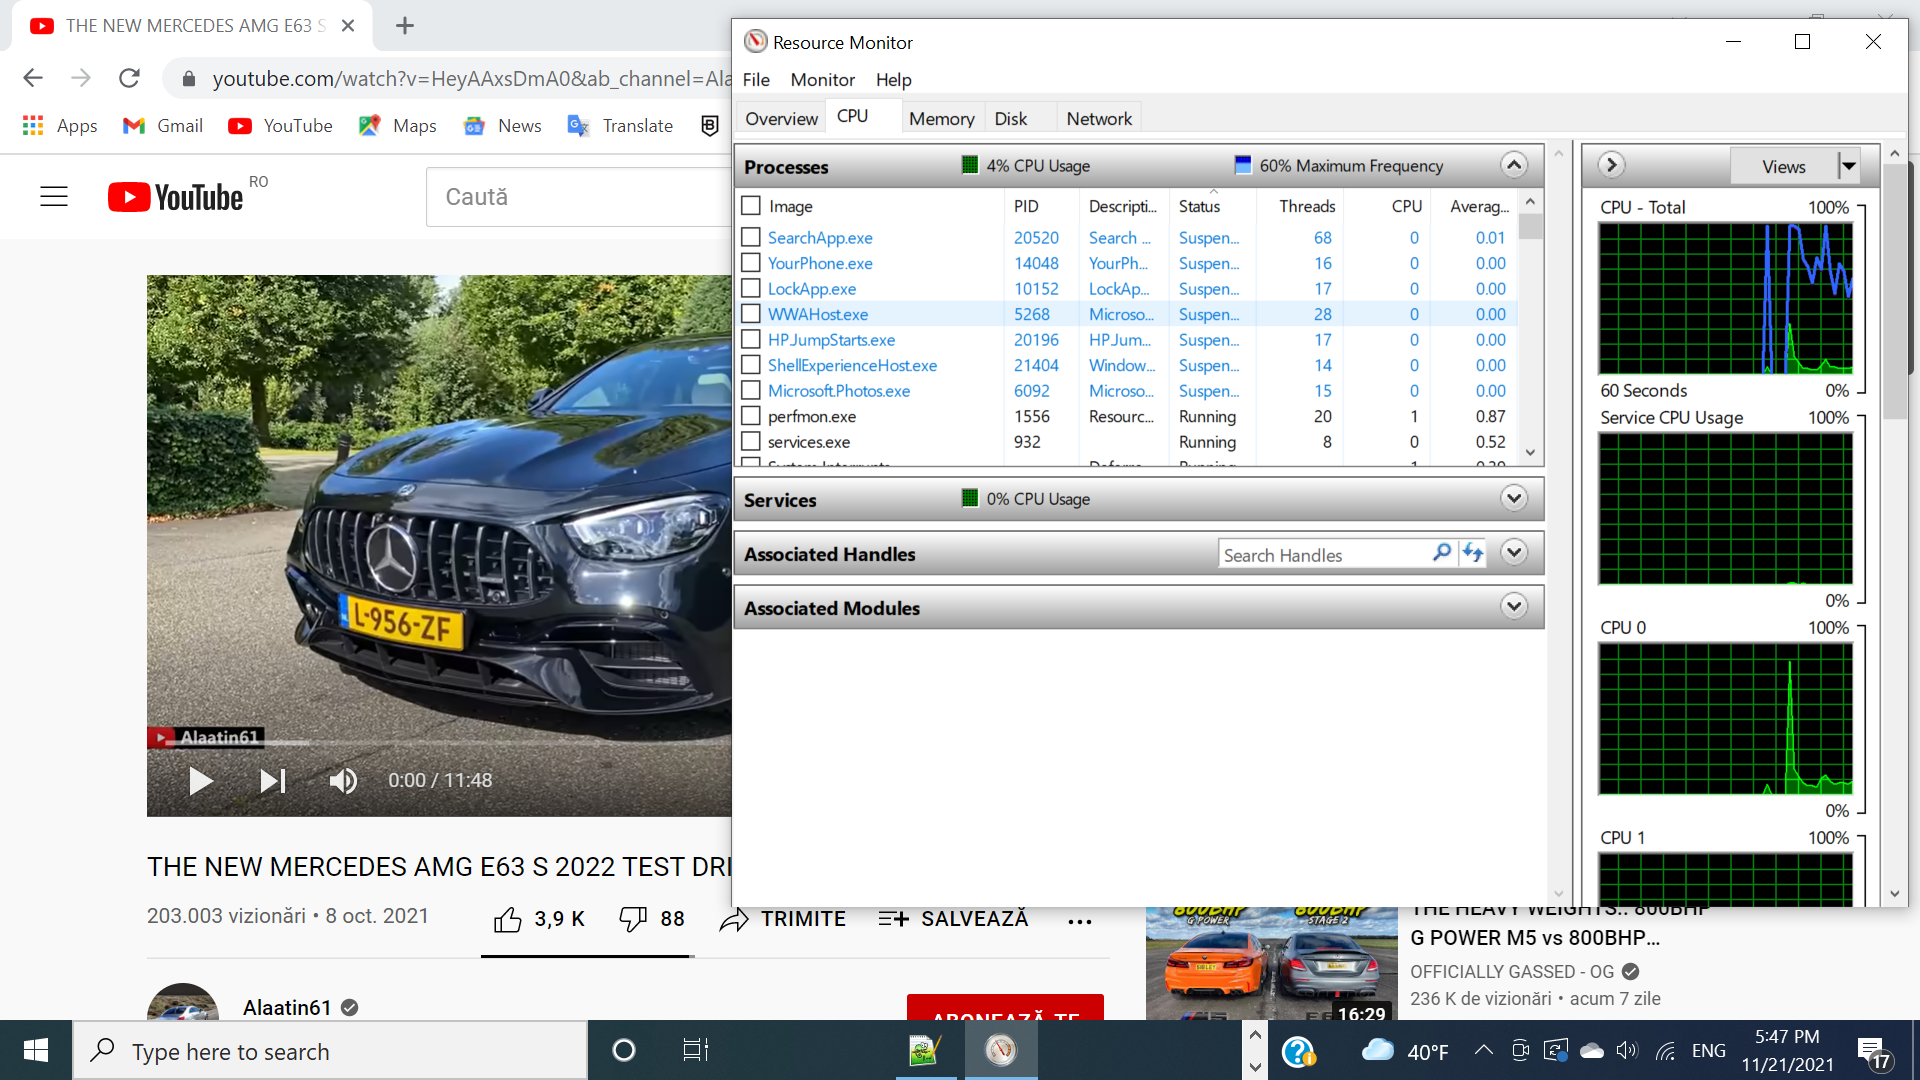 THE NEW MERCEDES AMG E63 S
youtube.com/watch?v=HeyAAxsDmA0&ab_channel=Ala
Apps
Gmail
YouTube
Maps
News
Translate
YouTube RO
Caută
L-956-ZF
Alaatin61
0:00 / 11:48
THE NEW MERCEDES AMG E63 S 2022 TEST DRI
203.003 vizionări • 8 oct. 2021
3,9 K
88
TRIMITE
SALVEAZĂ
Alaatin61
ABONEAZĂ-TE
Resource Monitor
File Monitor Help
Overview CPU Memory Disk Network
Processes 4% CPU Usage 60% Maximum Frequency
Image PID Descripti... Status Threads CPU Averag...
SearchApp.exe 20520 Search ... Suspen... 68 0 0.01
YourPhone.exe 14048 YourPh... Suspen... 16 0 0.00
LockApp.exe 10152 LockAp... Suspen... 17 0 0.00
WWAHost.exe 5268 Microso... Suspen... 28 0 0.00
HPJumpStarts.exe 20196 HPJum... Suspen... 17 0 0.00
ShellExperienceHost.exe 21404 Window... Suspen... 14 0 0.00
Microsoft.Photos.exe 6092 Microso... Suspen... 15 0 0.00
perfmon.exe 1556 Resourc... Running 20 1 0.87
services.exe 932 Running 8 0 0.52
Services 0% CPU Usage
Associated Handles Search Handles
Associated Modules
Views
CPU - Total 100%
60 Seconds 0%
Service CPU Usage 100%
0%
CPU 0 100%
0%
CPU 1 100%
800BHP G POWER
800BHP STAGE 2
16:29
THE HEAVY WEIGHTS.. 800BHP
G POWER M5 vs 800BHP...
OFFICIALLY GASSED - OG
236 K de vizionări • acum 7 zile
Type here to search
40°F
ENG
5:47 PM
11/21/2021
17